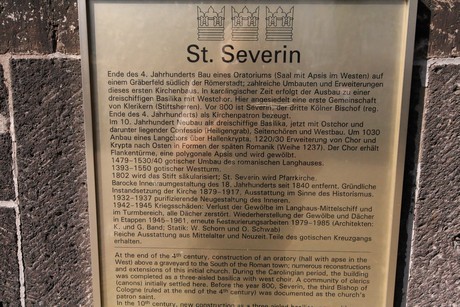 St. Severin
Ende des 4. Jahrhunderts Bau eines Oratoriums (Saal mit Apsis im Westen) auf
einem Gräberfeld südlich der Römerstadt; zahlreiche Umbauten und Erweiterungen
dieses ersten Kirchenbaus. In karolingischer Zeit erfolgt der Ausbau zu einer
dreischiffigen Basilika mit Westchor. Hier angesiedelt eine erste Gemeinschaft
von Klerikern (Stiftsherren). Vor 800 ist Severin, der dritte Kölner Bischof (reg.
Ende des 4. Jahrhunderts) als Kirchenpatron bezeugt.
Im 10. Jahrhundert Neubau als dreischiffige Basilika, jetzt mit Ostchor und
darunter liegender Confessio (Heiligengrab), Seitenchören und Westbau. Um 1030
Anbau eines Langchors über Hallenkrypta. 1220/30 Erweiterung von Chor und
Krypta nach Osten in Formen der späten Romanik (Weihe 1237). Der Chor erhält
Flankentürme, eine polygonale Apsis und wird gewölbt.
1479–1530/40 gotischer Umbau des romanischen Langhauses.
1393–1550 gotischer Westturm.
1802 wird das Stift säkularisiert; St. Severin wird Pfarrkirche.
Barocke Innenraumgestaltung des 18. Jahrhunderts seit 1840 entfernt. Gründliche
Instandsetzung der Kirche 1879–1917, Ausstattung im Sinne des Historismus.
1932–1937 purifizierende Neugestaltung des Inneren.
1942–1945 Kriegsschäden: Verlust der Gewölbe im Langhaus-Mittelschiff und
im Turmbereich, alle Dächer zerstört. Wiederherstellung der Gewölbe und Dächer
in Etappen 1945–1961, erneute Restaurierungsarbeiten 1979–1985 (Architekten:
K. und G. Band; Statik: W. Schorn und O. Schwab)
Reiche Ausstattung aus Mittelalter und Neuzeit. Teile des gotischen Kreuzgangs
erhalten.
At the end of the 4th century, construction of an oratory (hall with apse in the
West) above a graveyard to the South of the Roman town; numerous reconstructions
and extensions of this initial church. During the Carolingian period, the building
was completed as a three-aisled basilica with west choir. A community of clerics
(canons) initially settled here. Before the year 800, Severin, the third Bishop of
Cologne (ruled at the end of the 4th century) was documented as the church's
patron saint.
In the 10th century, new construction as a three-aisled basilica